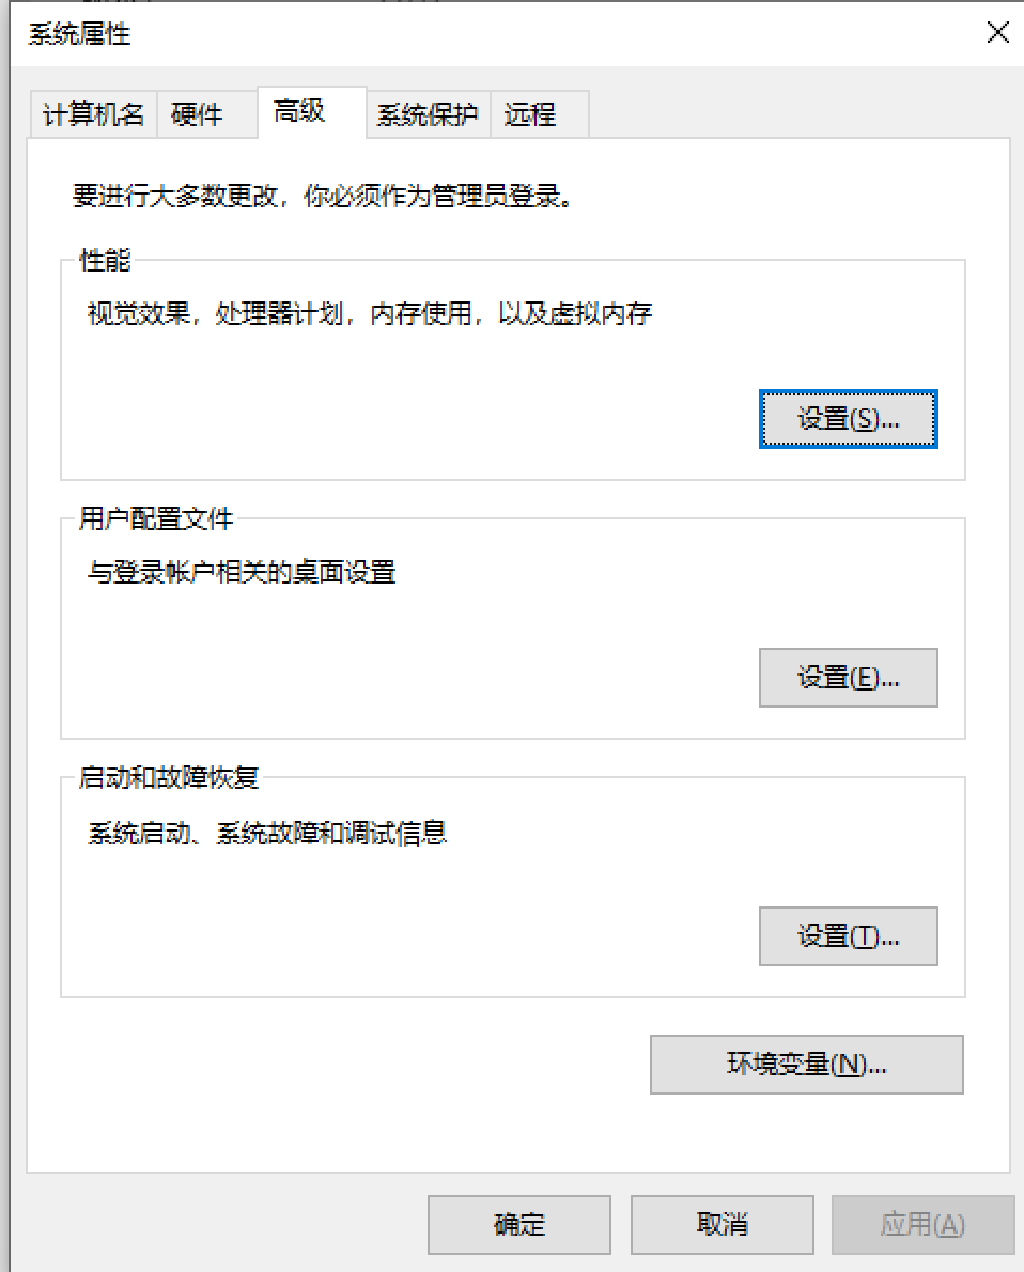 系统属性
计算机名 硬件 高级 系统保护 远程
要进行大多数更改，你必须作为管理员登录。
性能
视觉效果，处理器计划，内存使用，以及虚拟内存
设置(S)...
用户配置文件
与登录帐户相关的桌面设置
设置(E)...
启动和故障恢复
系统启动、系统故障和调试信息
设置(T)...
环境变量(N)...
确定 取消 应用(A)